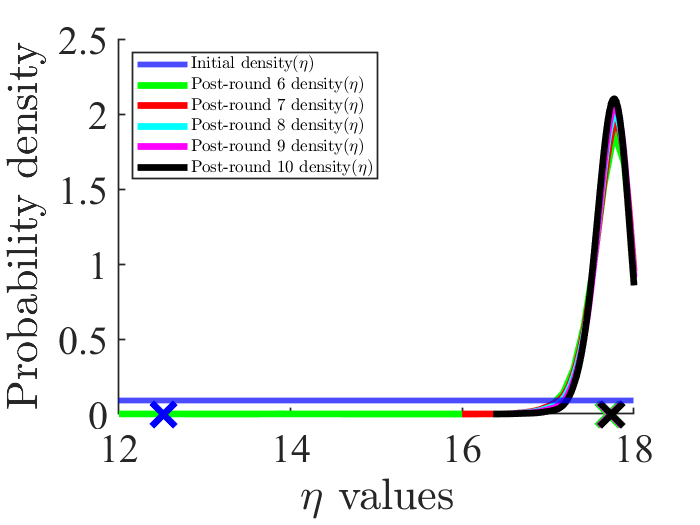 2.5
2
1.5
1
0.5
0
Probability density
Initial density(η)
Post-round 6 density(η)
Post-round 7 density(η)
Post-round 8 density(η)
Post-round 9 density(η)
Post-round 10 density(η)
12 14 16 18
η values